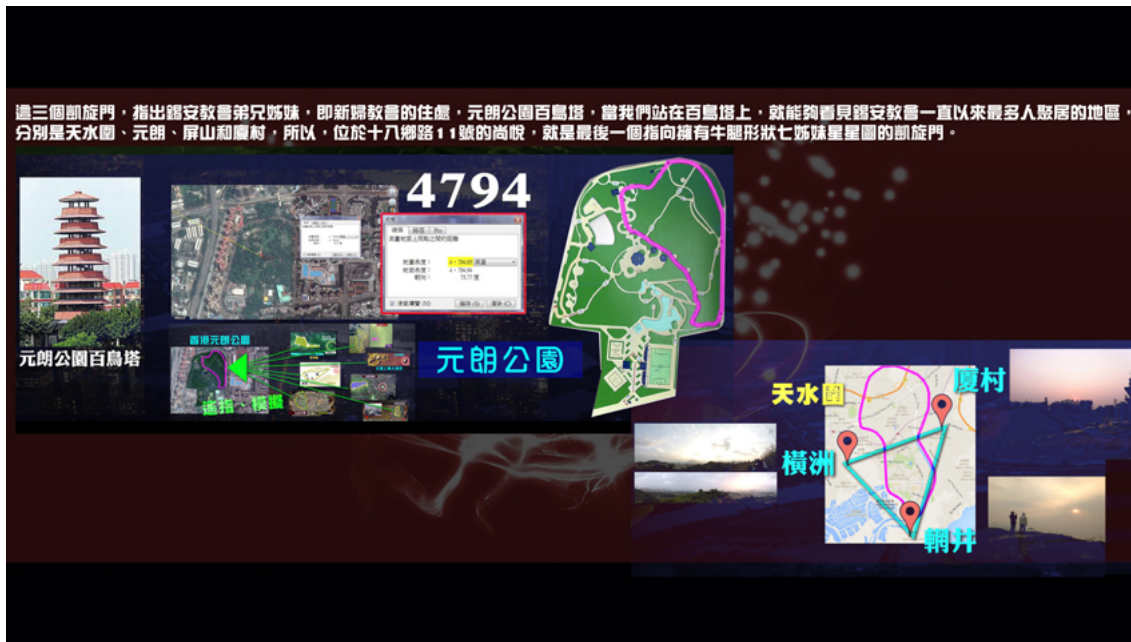 這三個凱旋門，指出錫安教會弟兄姊妹，即新婦教會的住處，元朗公園百鳥塔，當我們站在百鳥塔上，就能夠看見錫安教會一直以來最多人聚居的地區，
分別是天水圍、元朗、屏山和廈村，所以，位於十八鄉路11號的尚悅，就是最後一個指向擁有牛腿形狀七姊妹星星圖的凱旋門。
4794
元朗公園百鳥塔
香港元朗公園
遙指、模擬
元朗公園
天水圍
廈村
橫洲
輞井